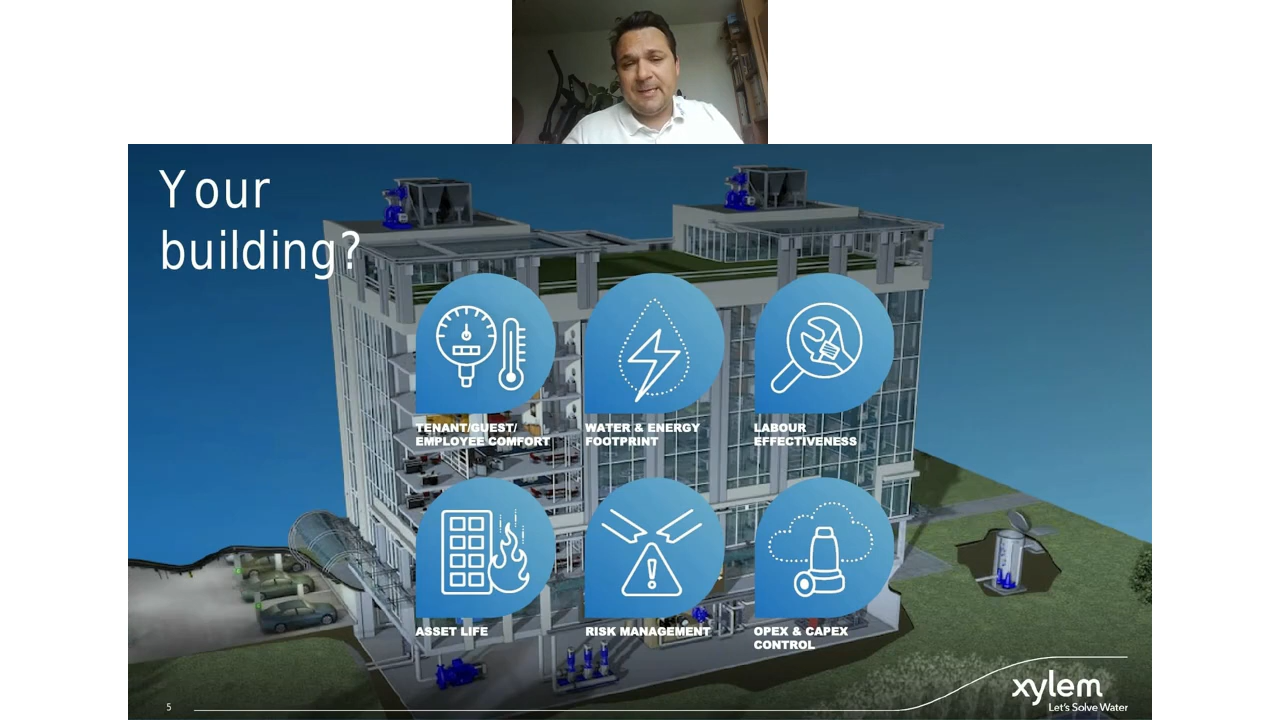 Your
building?
TENANT/GUEST/
EMPLOYEE COMFORT
WATER & ENERGY
FOOTPRINT
LABOUR
EFFECTIVENESS
ASSET LIFE
RISK MANAGEMENT
OPEX & CAPEX
CONTROL
5
xylem
Let's Solve Water